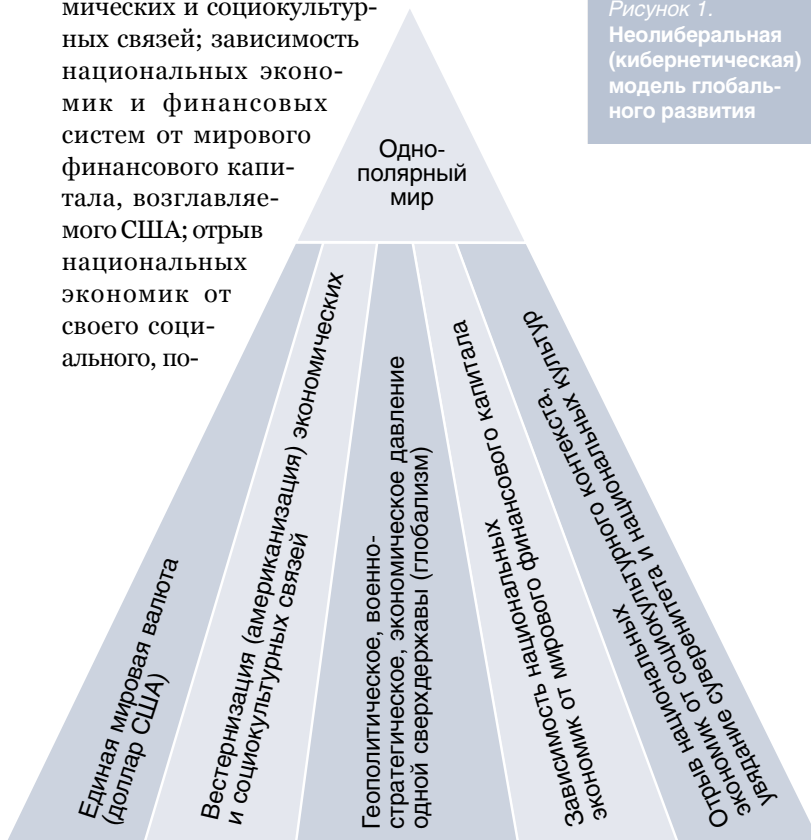 мических и социокультур-
ных связей; зависимость
национальных эконо-
мик и финансовых
систем от мирового
финансового капи-
тала, возглавляе-
мого США; отрыв
национальных
экономик от
своего соци-
ального, по-
Рисунок 1.
Неолиберальная
(кибернетическая)
модель глобаль-
ного развития
Одно-
полярный
мир
Единая мировая валюта
(доллар США)
Вестернизация (американизация) экономических
и социокультурных связей
Геополитическое, военно-
стратегическое, экономическое давление
одной сверхдержавы (глобализм)
Зависимость национальных
экономик от мирового финансового капитала
Отрыв национальных
экономик от социокультурного контекста,
увядание суверенитета и национальных культур